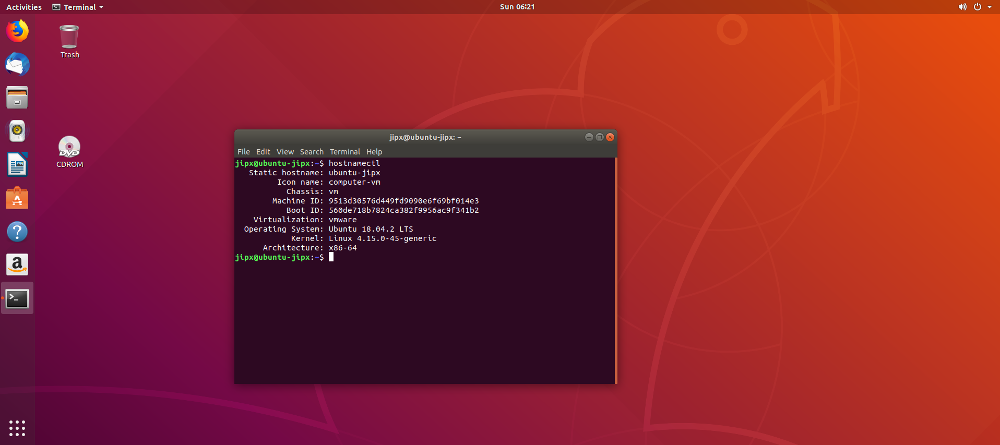 Activities Terminal Sun 06:21
Trash
CDROM
jipx@ubuntu-jipx: ~
File Edit View Search Terminal Help
jipx@ubuntu-jipx:~$ hostnamectl
Static hostname: ubuntu-jipx
Icon name: computer-vm
Chassis: vm
Machine ID: 9513d30576d449fd9090e6f69bf014e3
Boot ID: 560de718b7824ca382f9956ac9f341b2
Virtualization: vmware
Operating System: Ubuntu 18.04.2 LTS
Kernel: Linux 4.15.0-45-generic
Architecture: x86-64
jipx@ubuntu-jipx:~$